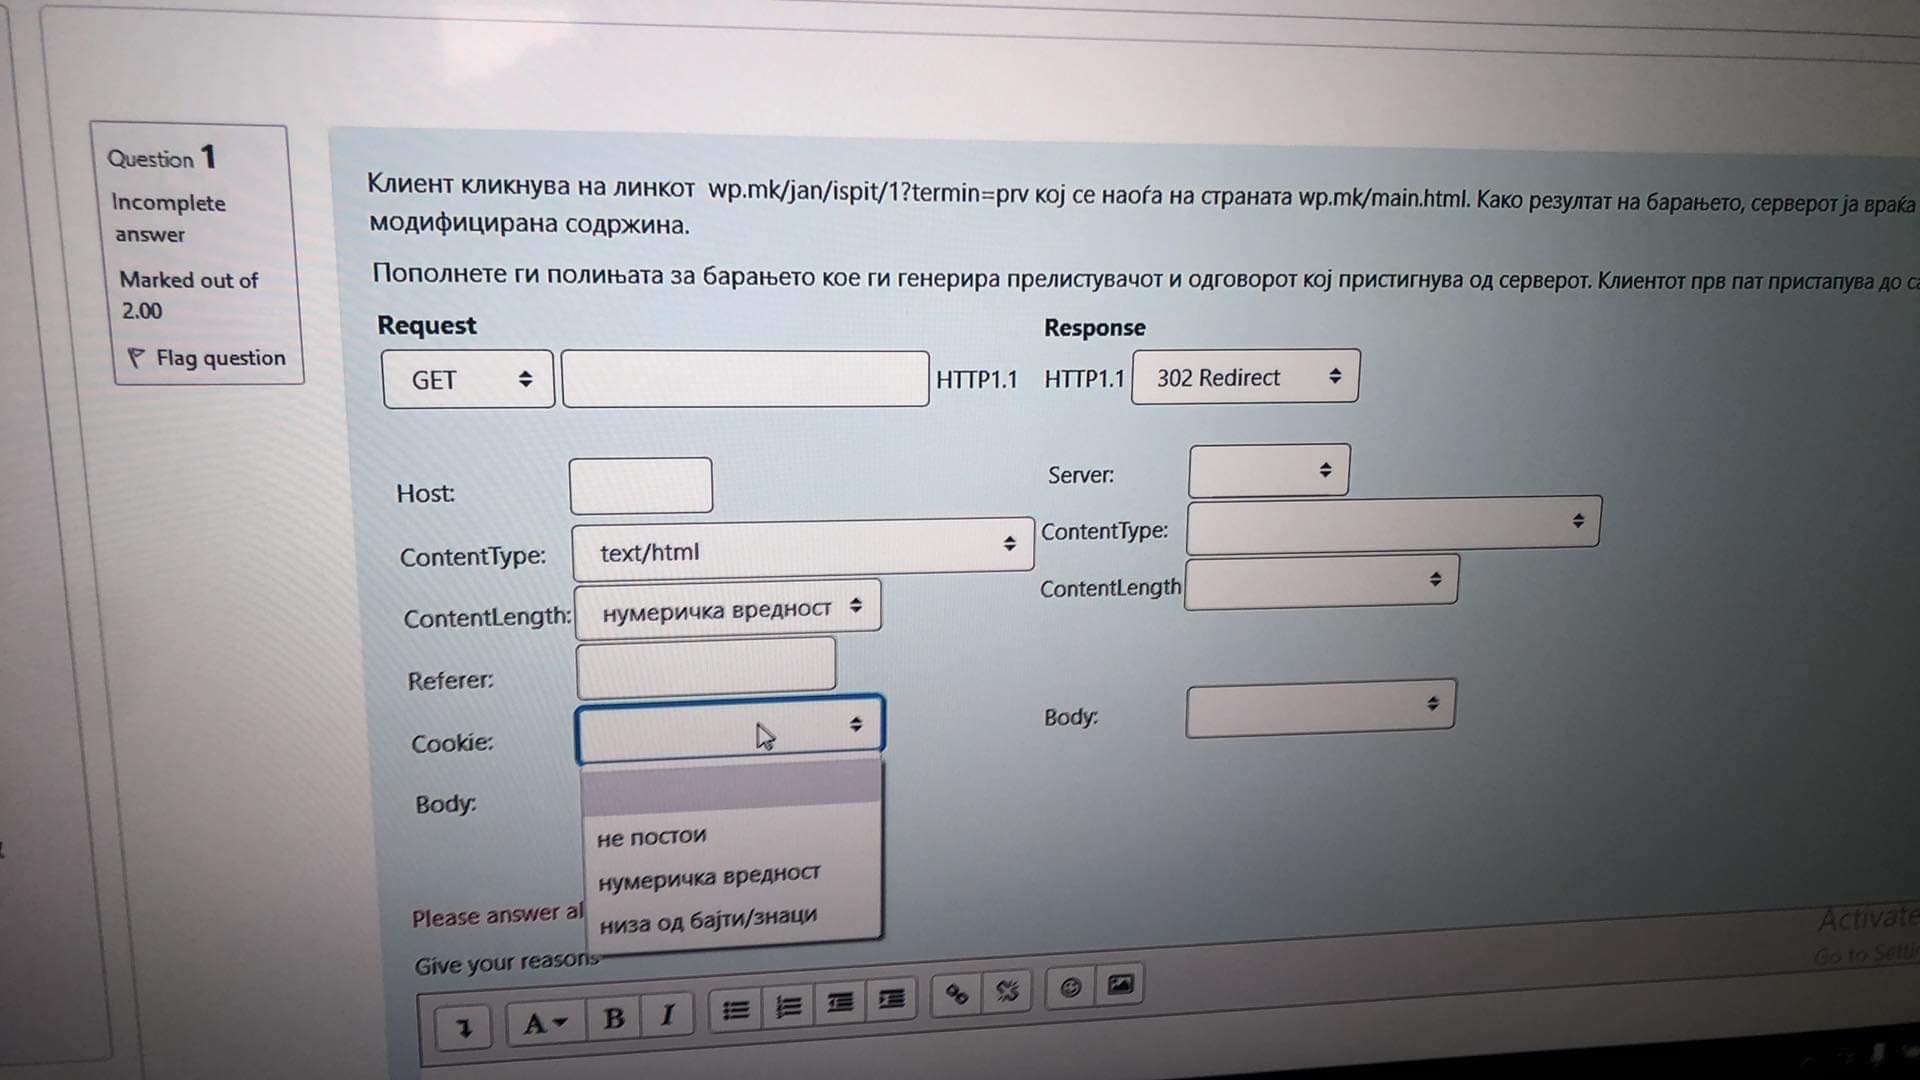 Question 1
Incomplete
answer
Marked out of
2.00
Flag question
Клиент кликнува на линкот wp.mk/jan/ispit/1?termin=prv кој се наоѓа на страната wp.mk/main.html. Како резултат на барањето, серверот ја враќа
модифицирана содржина.
Пополнете ги полињата за барањето кое ги генерира прелистувачот и одговорот кој пристигнува од серверот. Клиентот прв пат пристапува до
Request
Response
GET
HTTP1.1
HTTP1.1
302 Redirect
Host:
Server:
ContentType:
text/html
ContentType:
ContentLength:
нумеричка вредност
ContentLength
Referer:
Cookie:
Body:
Body:
не постои
нумеричка вредност
низа од бајти/знаци
Please answer al
Give your reasons
A B I
Activate
Go to